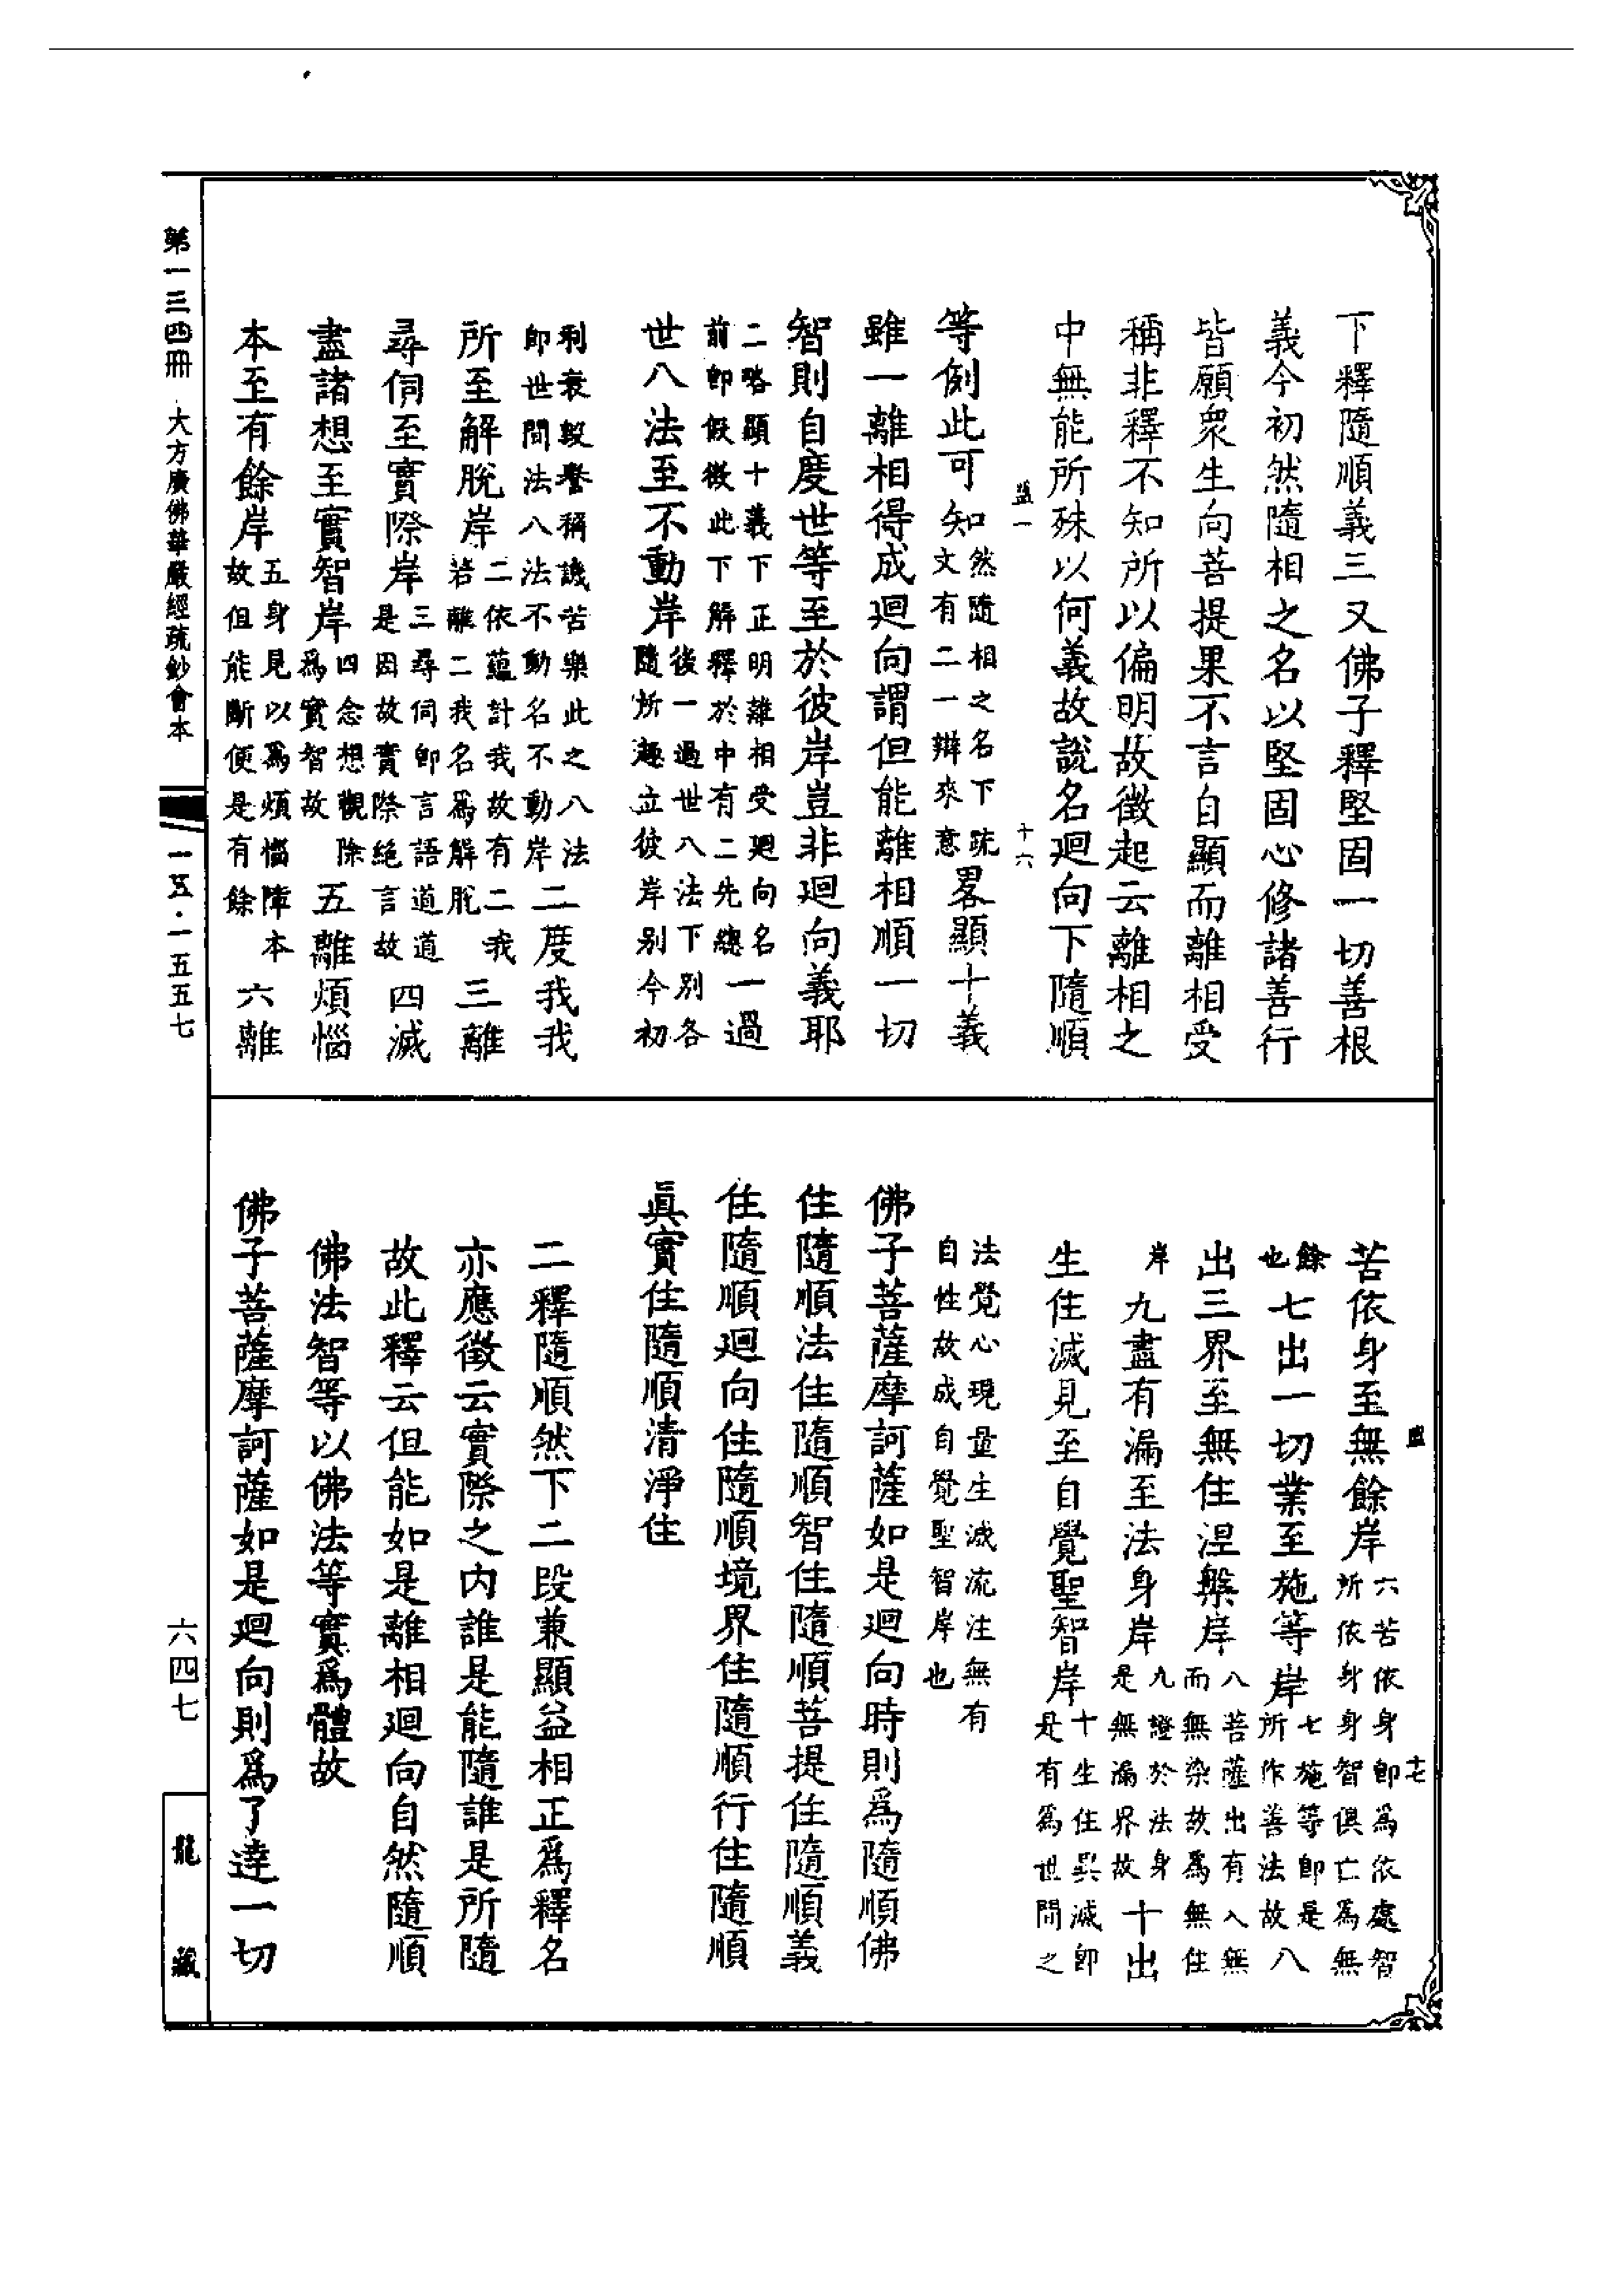 下釋隨順義三又佛子釋堅固一切善根
義今初然隨相之名以堅固心修諸善行
皆願衆生向菩提果不言自顯而離相受
稱非釋不知所以偏明故徵起云離相之
中無能所殊以何義故說名迴向下隨順
益一 十六
等例此可知然隨相之名下疏文有二一辯來意畧顯十義
雖一離相得成迴向謂但能離相順一切
智則自度世等至於彼岸豈非迴向義耶
二略顯十義下正明離相受迴向名前即假徵此下解釋於中有二先總一過
世八法至不動岸後一過世八法下別各隨所趣立彼岸別今初
利衰毀譽稱譏苦樂此之八法即世間法八法不動名不動岸二度我我
所至解脫岸二依蘊計我故有二我若離二我名爲解脫三離
尋伺至實際岸三尋伺即言語道道是因故實際絕言故四滅
盡諸想至實智岸四念想觀除爲實智故五離煩惱
本至有餘岸五身見以爲煩惱障本故但能斷便是有餘六離
益 十七
苦依身至無餘岸六苦依身即爲依處智所依身身智俱亡爲無
餘也七出一切業至施等岸七施等即是所作善法故八
出三界至無住涅槃岸八菩薩出有入無而無染故爲無住
岸九盡有漏至法身岸九證於法身是無漏界故十出
生住滅見至自覺聖智岸十生住異滅即是有爲世間之
法覺心現量生滅流注無有自性故成自覺聖智岸也
佛子菩薩摩訶薩如是迴向時則爲隨順佛
住隨順法住隨順智住隨順菩提住隨順義
住隨順迴向住隨順境界住隨順行住隨順
眞實住隨順清淨住
二釋隨順然下二段兼顯益相正爲釋名
亦應徵云實際之內誰是能隨誰是所隨
故此釋云但能如是離相迴向自然隨順
佛法智等以佛法等實爲體故
佛子菩薩摩訶薩如是迴向則爲了達一切
第一三四冊 大方廣佛華嚴經疏鈔會本 一五·一五五七
六四七
龍藏